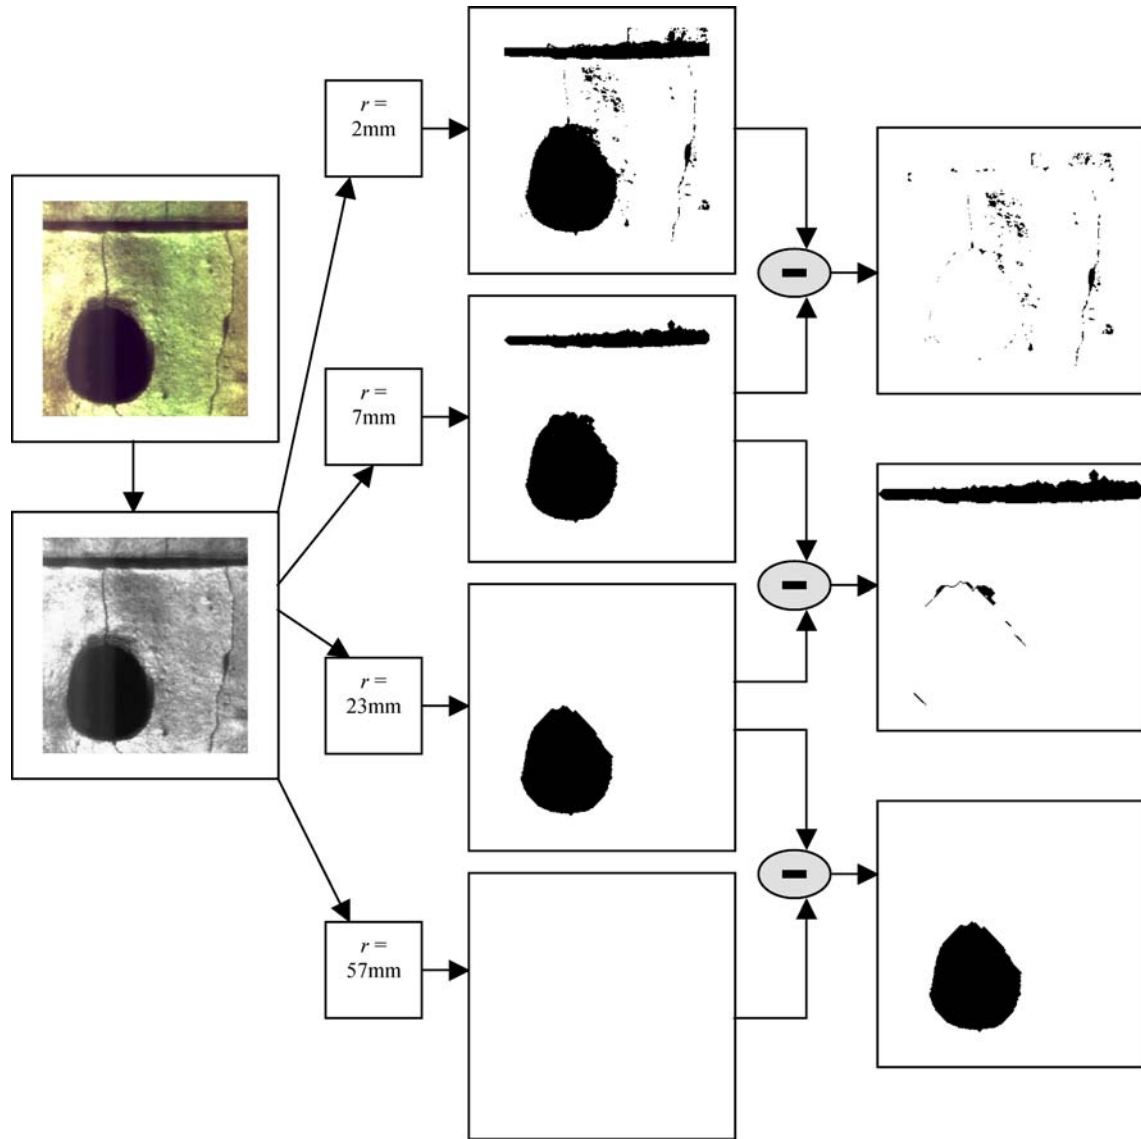 r =
2mm
r =
7mm
r =
23mm
r =
57mm